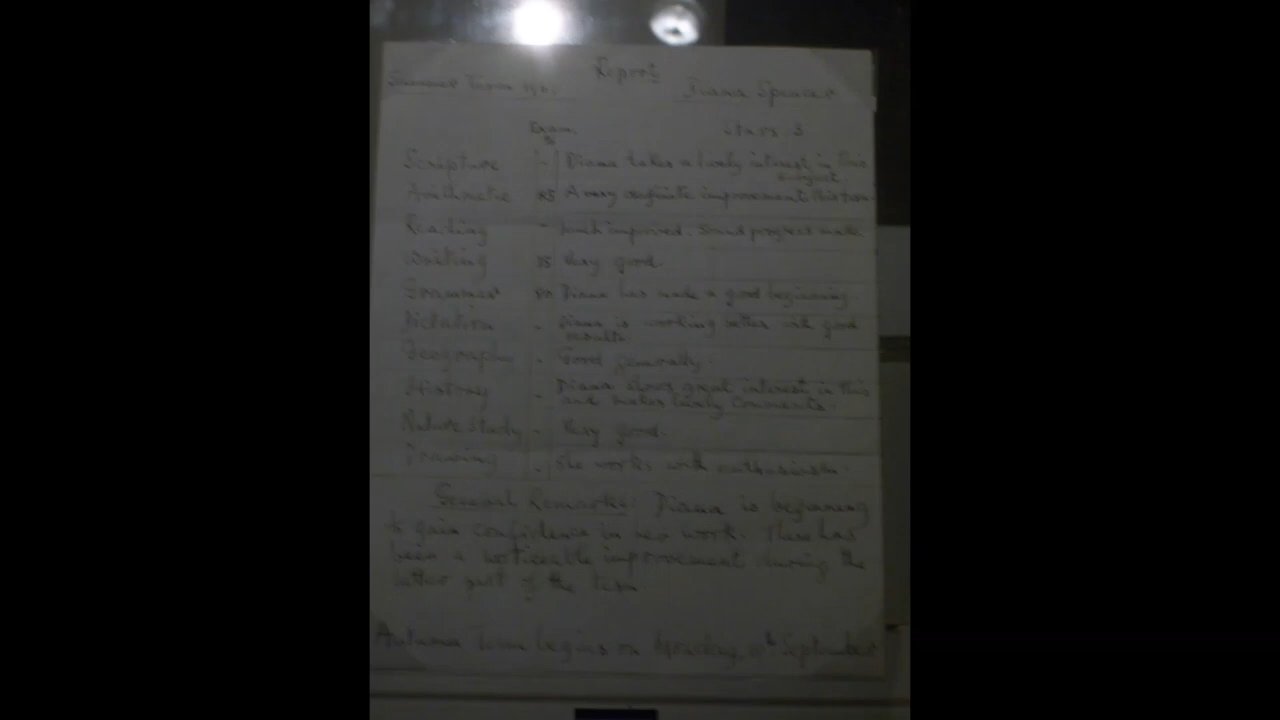 Report
Summer Term Diana Spencer
Exam Stars 3
%
Scripture - Diana takes a lively interest in this
subject
Arithmetic 85 A very definite improvement this term
Reading - Much improved. Sound progress made
Writing 75 Very good.
Grammar 80 Diana has made a good beginning
Dictation - Diana is working better with good
results.
Geography - Good generally.
History - Diana shows great interest in this
and makes lively comments.
Nature Study - Very good.
Drawing - She works with enthusiasm.
General Remarks: Diana is beginning
to gain confidence in her work. There has
been a noticeable improvement during the
latter part of the term
Autumn Term begins on September